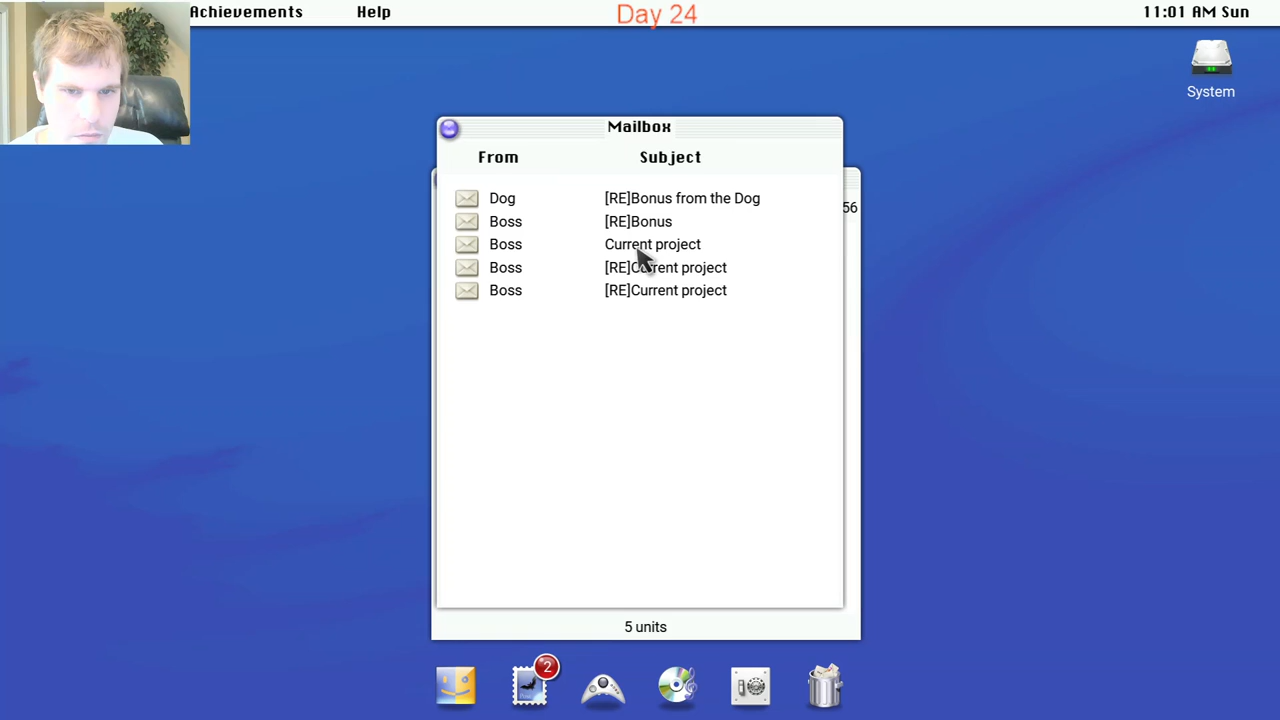 Achievements Help Day 24 11:01 AM Sun
System
Mailbox
From Subject
Dog [RE]Bonus from the Dog
56
Boss [RE]Bonus
Boss Current project
Boss [RE]Current project
Boss [RE]Current project
5 units
2